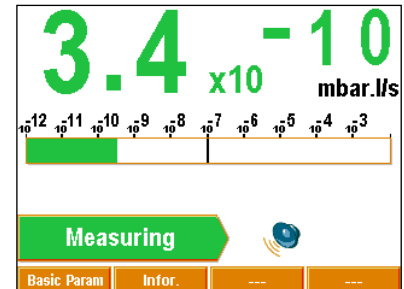 3.4 x10 -10
mbar.l/s
10-12 10-11 10-10 10-9 10-8 10-7 10-6 10-5 10-4 10-3
Measuring
Basic Param Infor. --- ---